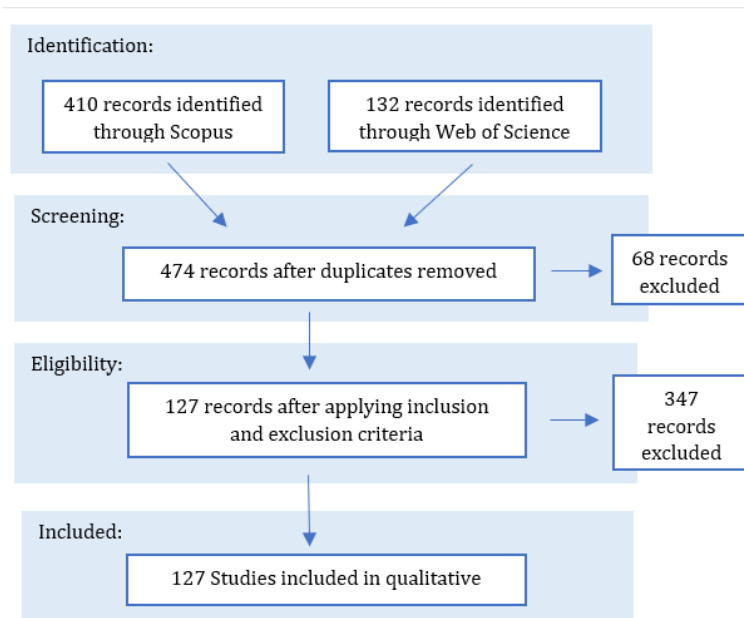 Identification:
410 records identified
through Scopus
132 records identified
through Web of Science
Screening:
474 records after duplicates removed
68 records
excluded
Eligibility:
127 records after applying inclusion
and exclusion criteria
347
records
excluded
Included:
127 Studies included in qualitative